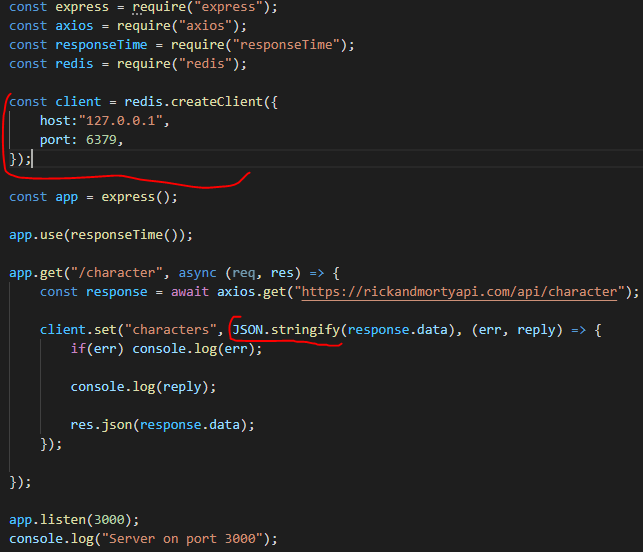 const express = require("express");
const axios = require("axios");
const responseTime = require("responseTime");
const redis = require("redis");
const client = redis.createClient({
host:"127.0.0.1",
port: 6379,
});
const app = express();
app.use(responseTime());
app.get("/character", async (req, res) => {
const response = await axios.get("https://rickandmortyapi.com/api/character");
client.set("characters", JSON.stringify(response.data), (err, reply) => {
if(err) console.log(err);
console.log(reply);
res.json(response.data);
});
});
app.listen(3000);
console.log("Server on port 3000");